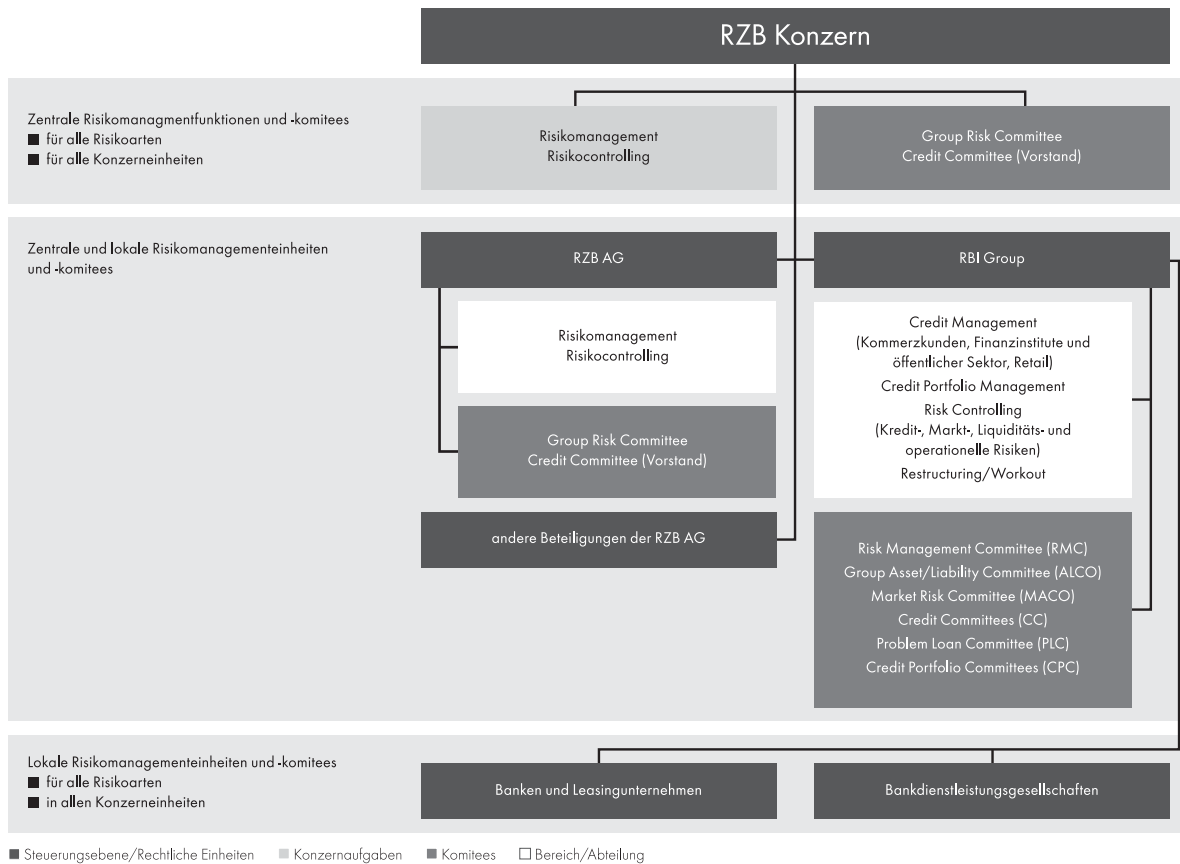 RZB Konzern
Zentrale Risikomanagmentfunktionen und -komitees
■ für alle Risikoarten
■ für alle Konzerneinheiten
Risikomanagement
Risikocontrolling
Group Risk Committee
Credit Committee (Vorstand)
Zentrale und lokale Risikomanagementeinheiten
und -komitees
RZB AG
Risikomanagement
Risikocontrolling
Group Risk Committee
Credit Committee (Vorstand)
andere Beteiligungen der RZB AG
RBI Group
Credit Management
(Kommerzkunden, Finanzinstitute und
öffentlicher Sektor, Retail)
Credit Portfolio Management
Risk Controlling
(Kredit-, Markt-, Liquiditäts- und
operationelle Risiken)
Restructuring/Workout
Risk Management Committee (RMC)
Group Asset/Liability Committee (ALCO)
Market Risk Committee (MACO)
Credit Committees (CC)
Problem Loan Committee (PLC)
Credit Portfolio Committees (CPC)
Lokale Risikomanagementeinheiten und -komitees
■ für alle Risikoarten
■ in allen Konzerneinheiten
Banken und Leasingunternehmen
Bankdienstleistungsgesellschaften
■ Steuerungsebene/Rechtliche Einheiten ■ Konzernaufgaben ■ Komitees □ Bereich/Abteilung